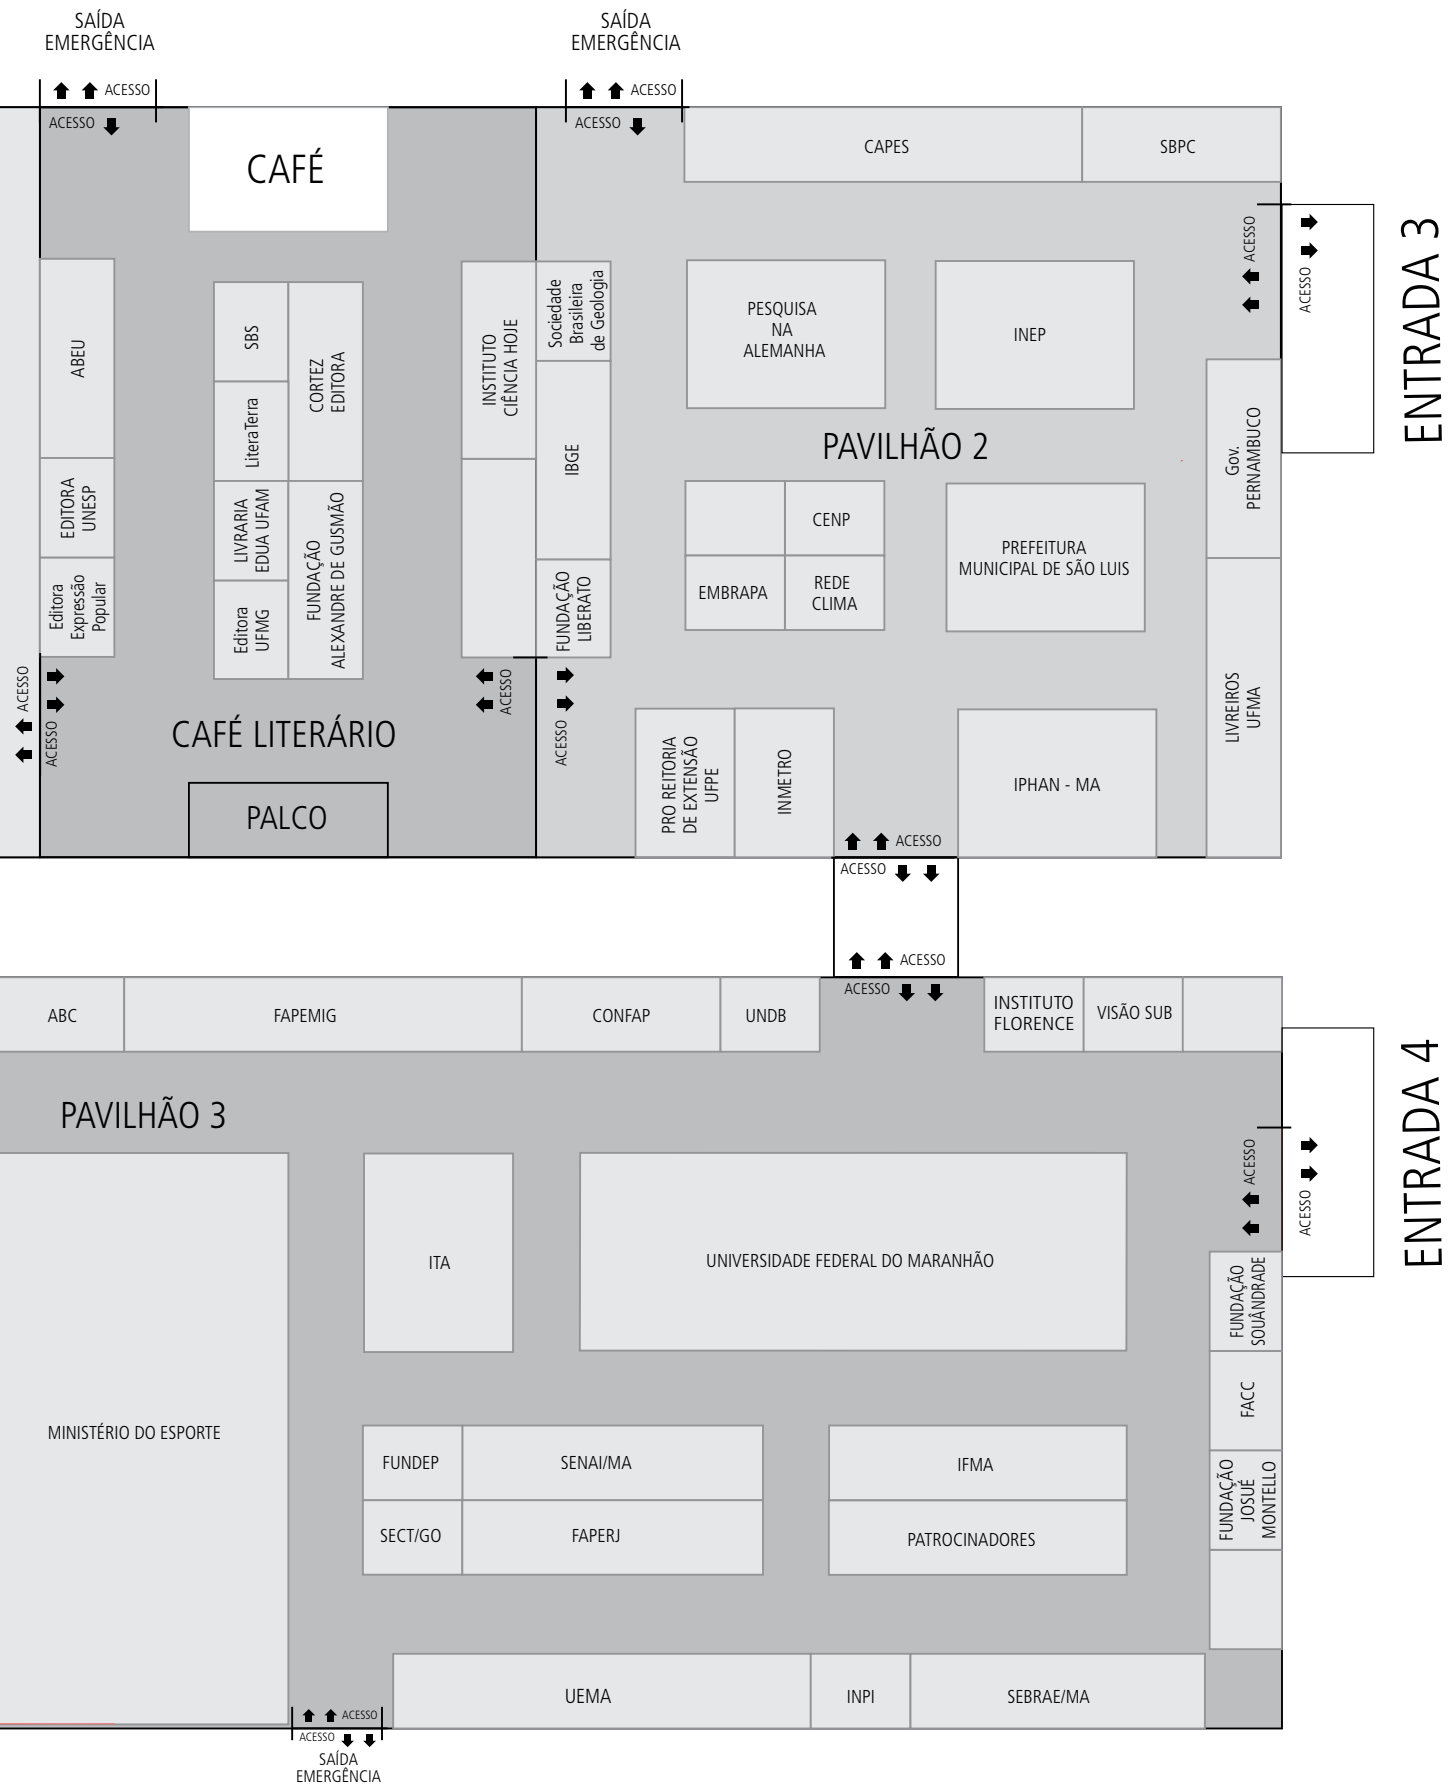 SAÍDA
EMERGÊNCIA
SAÍDA
EMERGÊNCIA
ACESSO
ACESSO
ACESSO
ACESSO
CAFÉ
CAPES
SBPC
ACESSO
ACESSO
ENTRADA 3
ABEU
EDITORA
UNESP
Editora
Expressão
Popular
SBS
LiteraTerra
LIVRARIA
EDUA UFAM
Editora
UFMG
CORTEZ
EDITORA
FUNDAÇÃO
ALEXANDRE DE GUSMÃO
INSTITUTO
CIÊNCIA HOJE
Sociedade
Brasileira
de Geologia
IBGE
FUNDAÇÃO
LIBERATO
PESQUISA
NA
ALEMANHA
INEP
PAVILHÃO 2
Gov.
PERNAMBUCO
CENP
EMBRAPA
REDE
CLIMA
PREFEITURA
MUNICIPAL DE SÃO LUIS
LIVREIROS
UFMA
ACESSO
ACESSO
ACESSO
ACESSO
CAFÉ LITERÁRIO
PALCO
PRO REITORIA
DE EXTENSÃO
UFPE
INMETRO
IPHAN - MA
ACESSO
ACESSO
ACESSO
ACESSO
ABC
FAPEMIG
CONFAP
UNDB
INSTITUTO
FLORENCE
VISÃO SUB
PAVILHÃO 3
ACESSO
ACESSO
ENTRADA 4
ITA
UNIVERSIDADE FEDERAL DO MARANHÃO
FUNDAÇÃO
SOUÂNDRADE
FACC
FUNDAÇÃO
JOSUÉ
MONTELLO
MINISTÉRIO DO ESPORTE
FUNDEP
SENAI/MA
IFMA
SECT/GO
FAPERJ
PATROCINADORES
UEMA
INPI
SEBRAE/MA
ACESSO
ACESSO
SAÍDA
EMERGÊNCIA